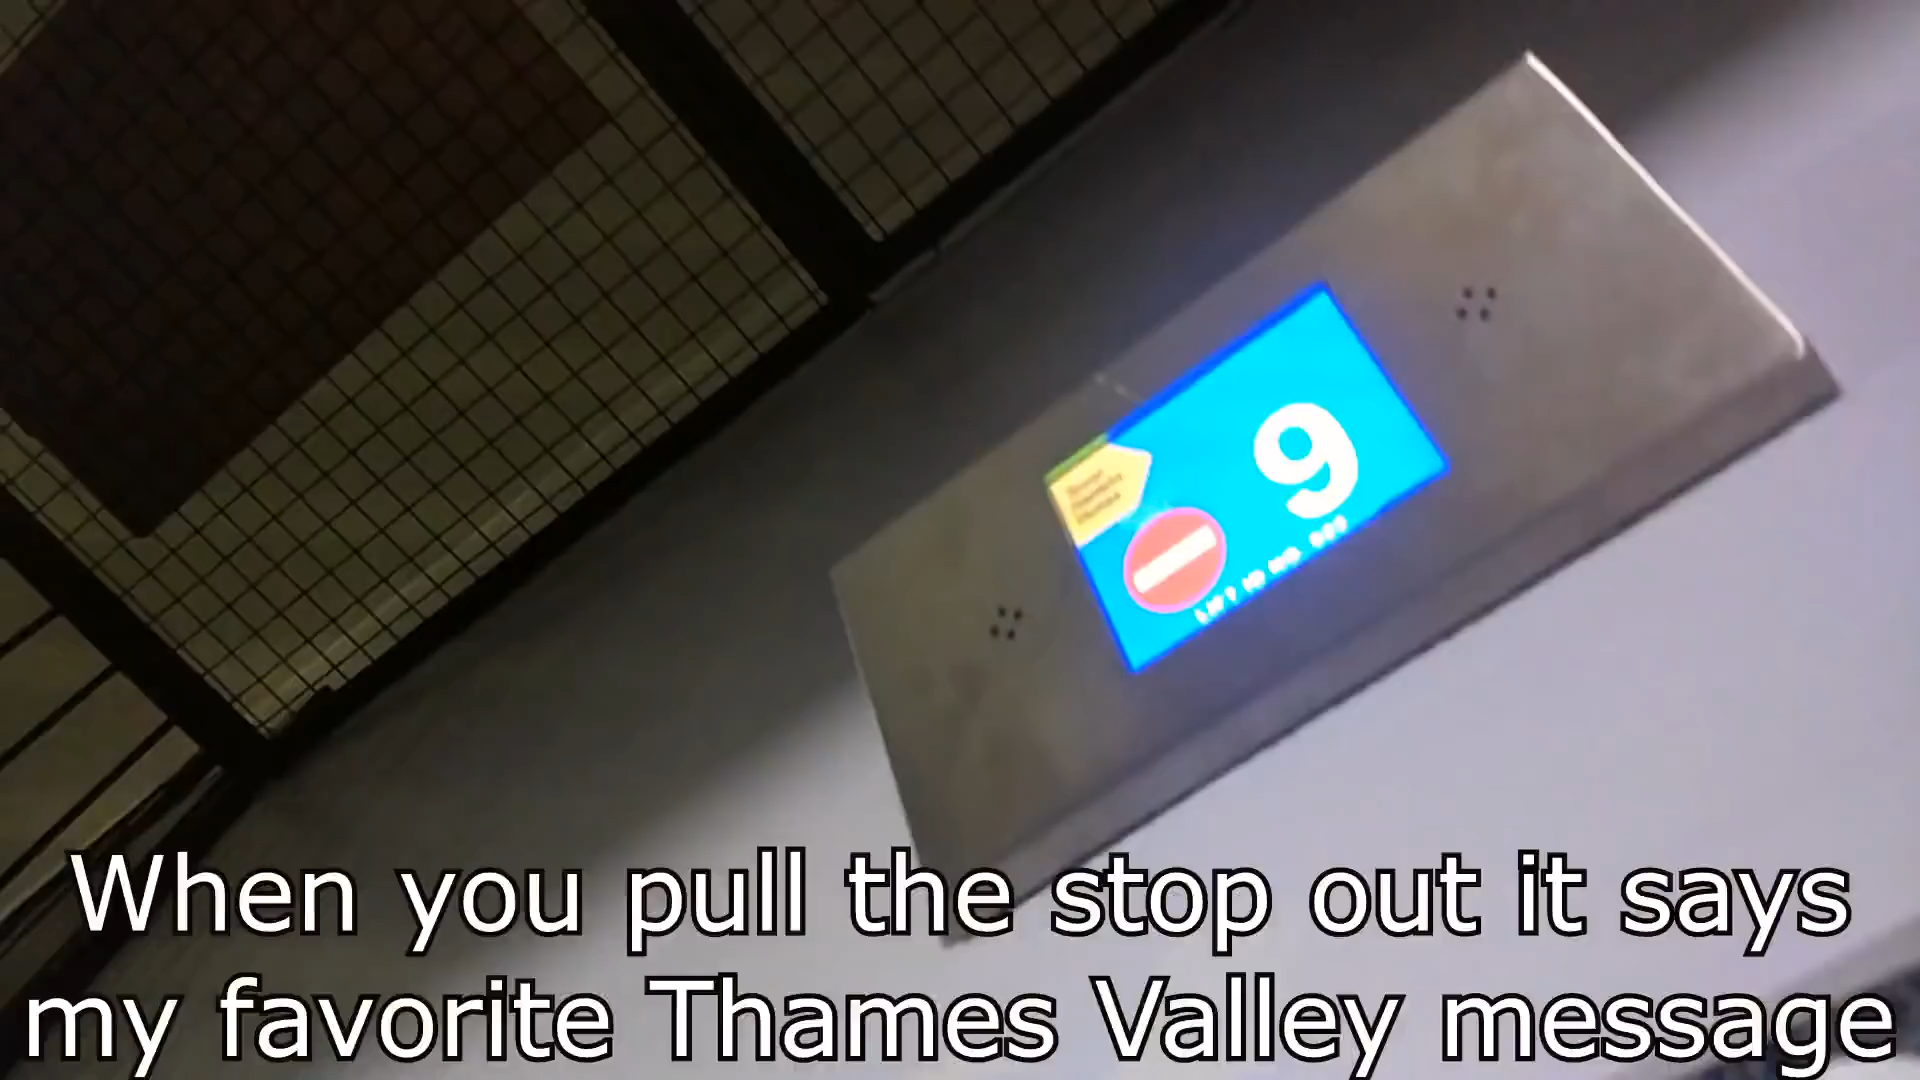 9
When you pull the stop out it says
my favorite Thames Valley message